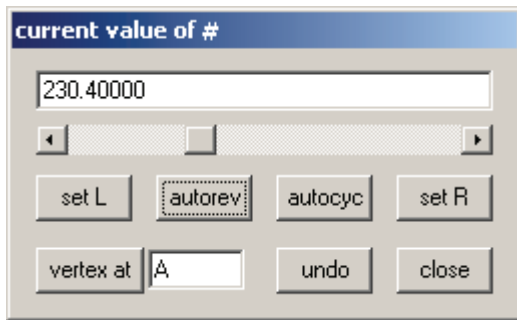 current value of #
230.40000
set L autorev autocyc set R
vertex at A undo close